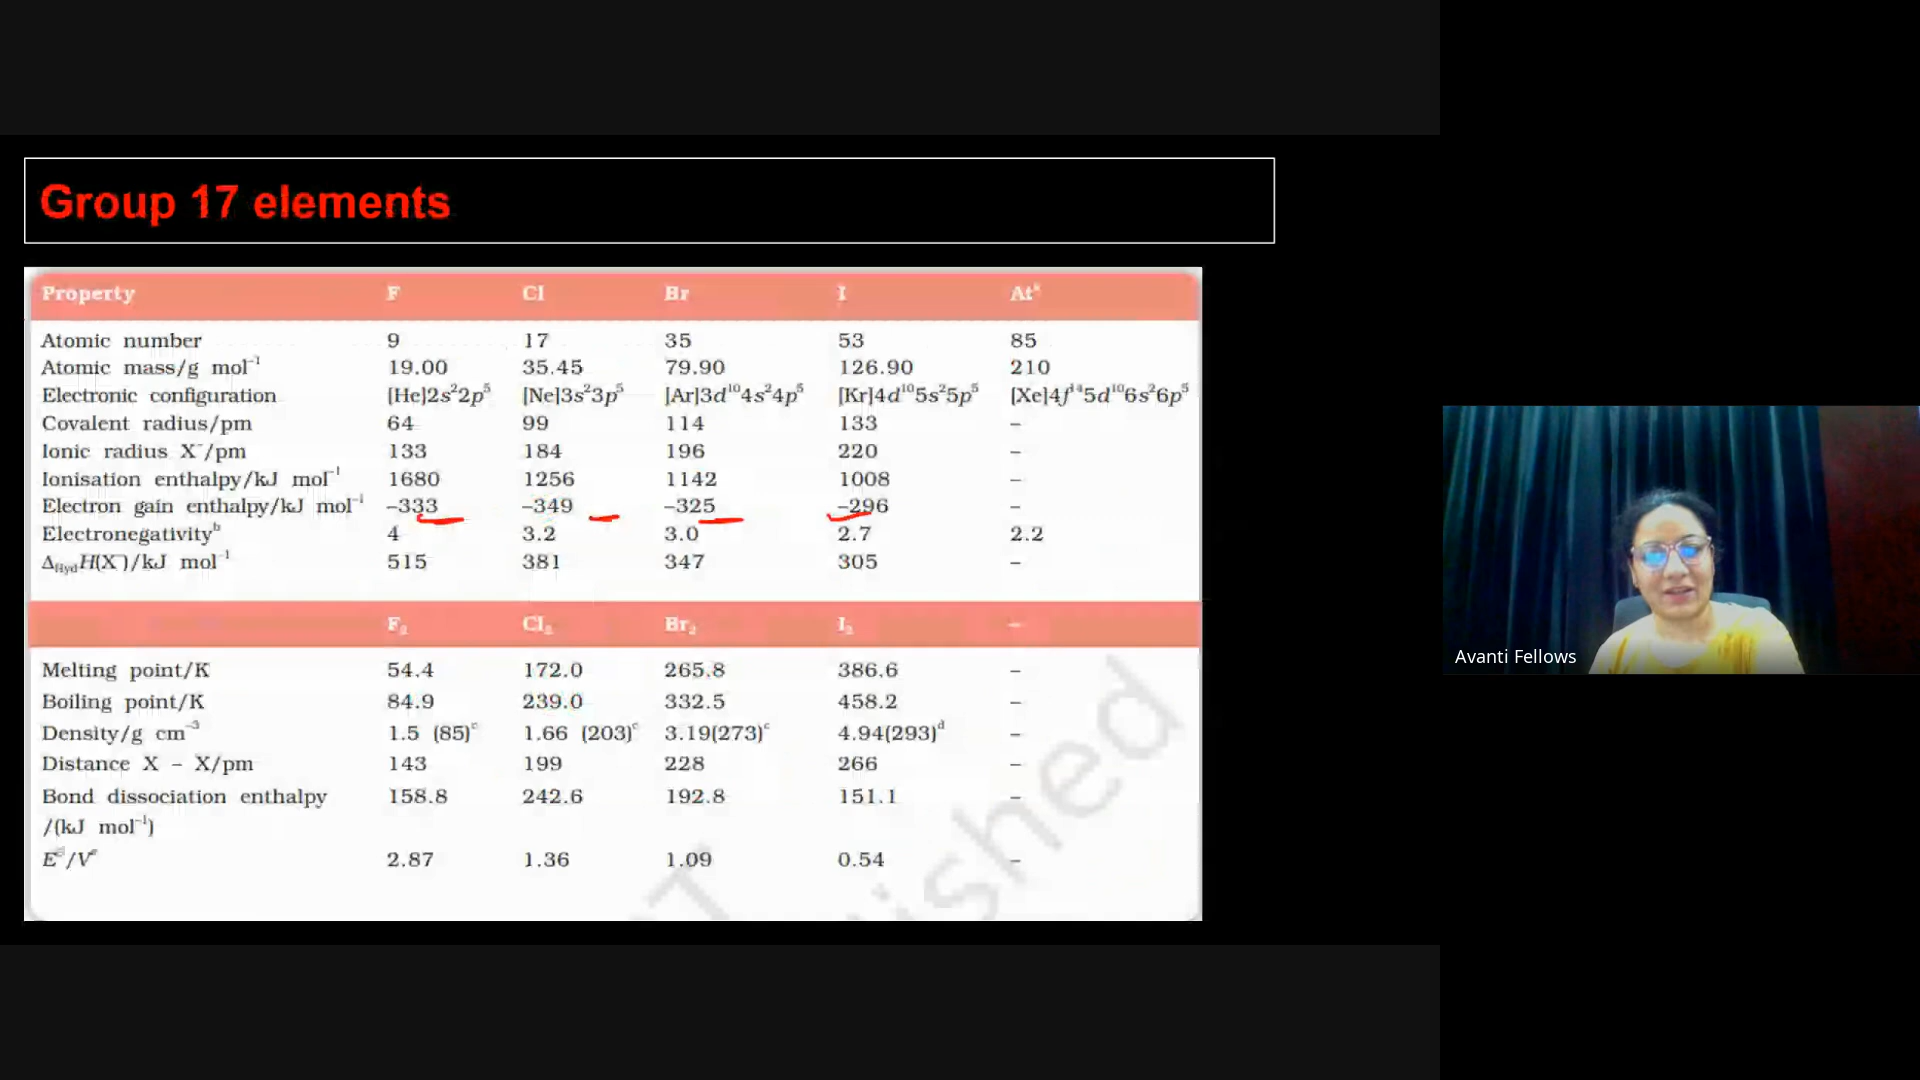 Group 17 elements
Property F Cl Br I Atª
Atomic number 9 17 35 53 85
Atomic mass/g mol⁻¹ 19.00 35.45 79.90 126.90 210
Electronic configuration [He]2s²2p⁵ [Ne]3s²3p⁵ [Ar]3d¹⁰4s²4p⁵ [Kr]4d¹⁰5s²5p⁵ [Xe]4f¹⁴5d¹⁰6s²6p⁵
Covalent radius/pm 64 99 114 133 –
Ionic radius X⁻/pm 133 184 196 220 –
Ionisation enthalpy/kJ mol⁻¹ 1680 1256 1142 1008 –
Electron gain enthalpy/kJ mol⁻¹ –333 –349 –325 –296 –
Electronegativityᵇ 4 3.2 3.0 2.7 2.2
ΔHydH(X⁻)/kJ mol⁻¹ 515 381 347 305 –
F₂ Cl₂ Br₂ I₂ –
Melting point/K 54.4 172.0 265.8 386.6 –
Boiling point/K 84.9 239.0 332.5 458.2 –
Density/g cm⁻³ 1.5 (85)ᶜ 1.66 (203)ᶜ 3.19(273)ᶜ 4.94(293)ᵈ –
Distance X – X/pm 143 199 228 266 –
Bond dissociation enthalpy 158.8 242.6 192.8 151.1 –
/(kJ mol⁻¹)
E⊖/Vᵉ 2.87 1.36 1.09 0.54 –
Avanti Fellows